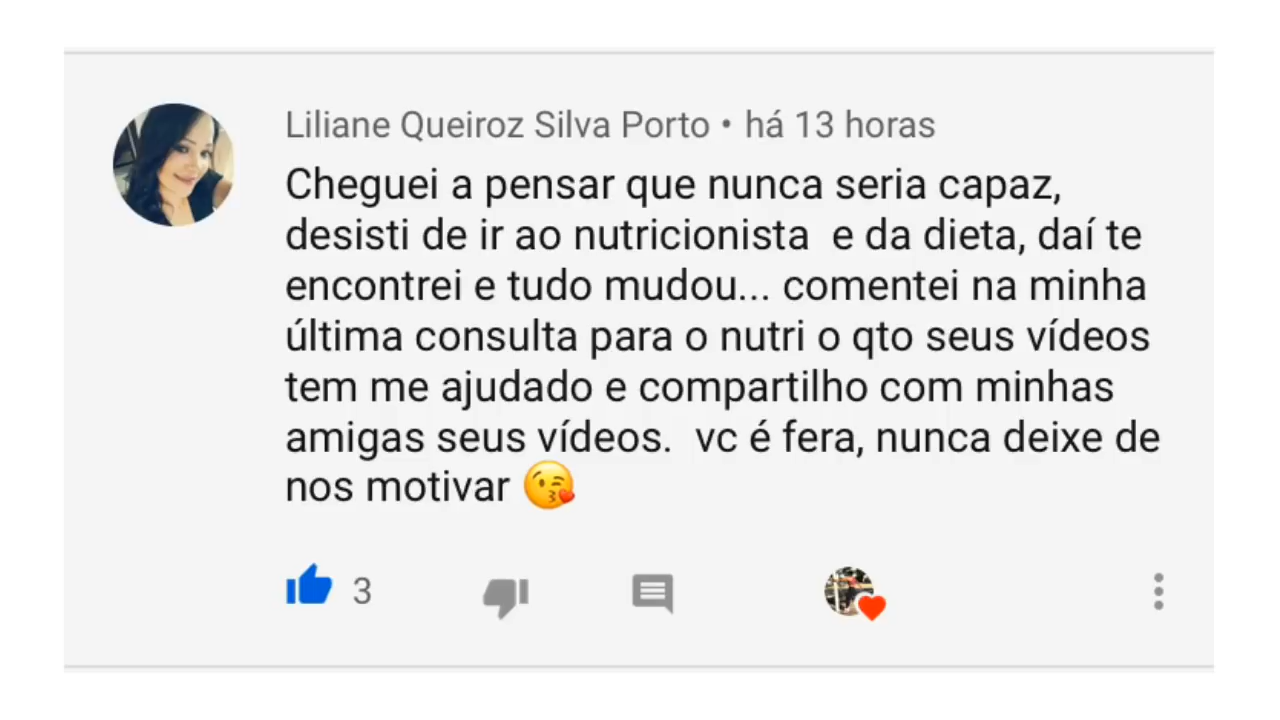 Liliane Queiroz Silva Porto • há 13 horas
Cheguei a pensar que nunca seria capaz,
desisti de ir ao nutricionista  e da dieta, daí te
encontrei e tudo mudou... comentei na minha
última consulta para o nutri o qto seus vídeos
tem me ajudado e compartilho com minhas
amigas seus vídeos.  vc é fera, nunca deixe de
nos motivar 😘
3